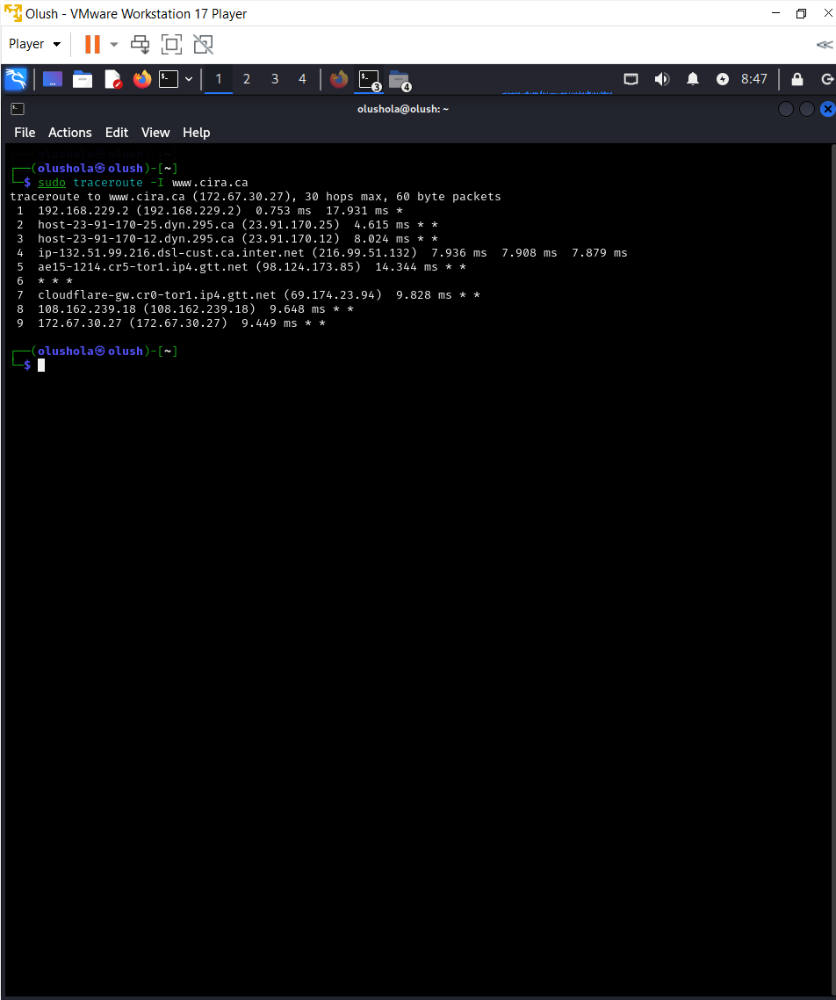 Olush - VMware Workstation 17 Player
Player
1 2 3 4 3 4 8:47
olushola@olush: ~
File Actions Edit View Help
┌──(olushola㉿olush)-[~]
└─$ sudo traceroute -I www.cira.ca
traceroute to www.cira.ca (172.67.30.27), 30 hops max, 60 byte packets
1 192.168.229.2 (192.168.229.2) 0.753 ms 17.931 ms *
2 host-23-91-170-25.dyn.295.ca (23.91.170.25) 4.615 ms * *
3 host-23-91-170-12.dyn.295.ca (23.91.170.12) 8.024 ms * *
4 ip-132.51.99.216.dsl-cust.ca.inter.net (216.99.51.132) 7.936 ms 7.908 ms 7.879 ms
5 ae15-1214.cr5-tor1.ip4.gtt.net (98.124.173.85) 14.344 ms * *
6 * * *
7 cloudflare-gw.cr0-tor1.ip4.gtt.net (69.174.23.94) 9.828 ms * *
8 108.162.239.18 (108.162.239.18) 9.648 ms * *
9 172.67.30.27 (172.67.30.27) 9.449 ms * *
┌──(olushola㉿olush)-[~]
└─$